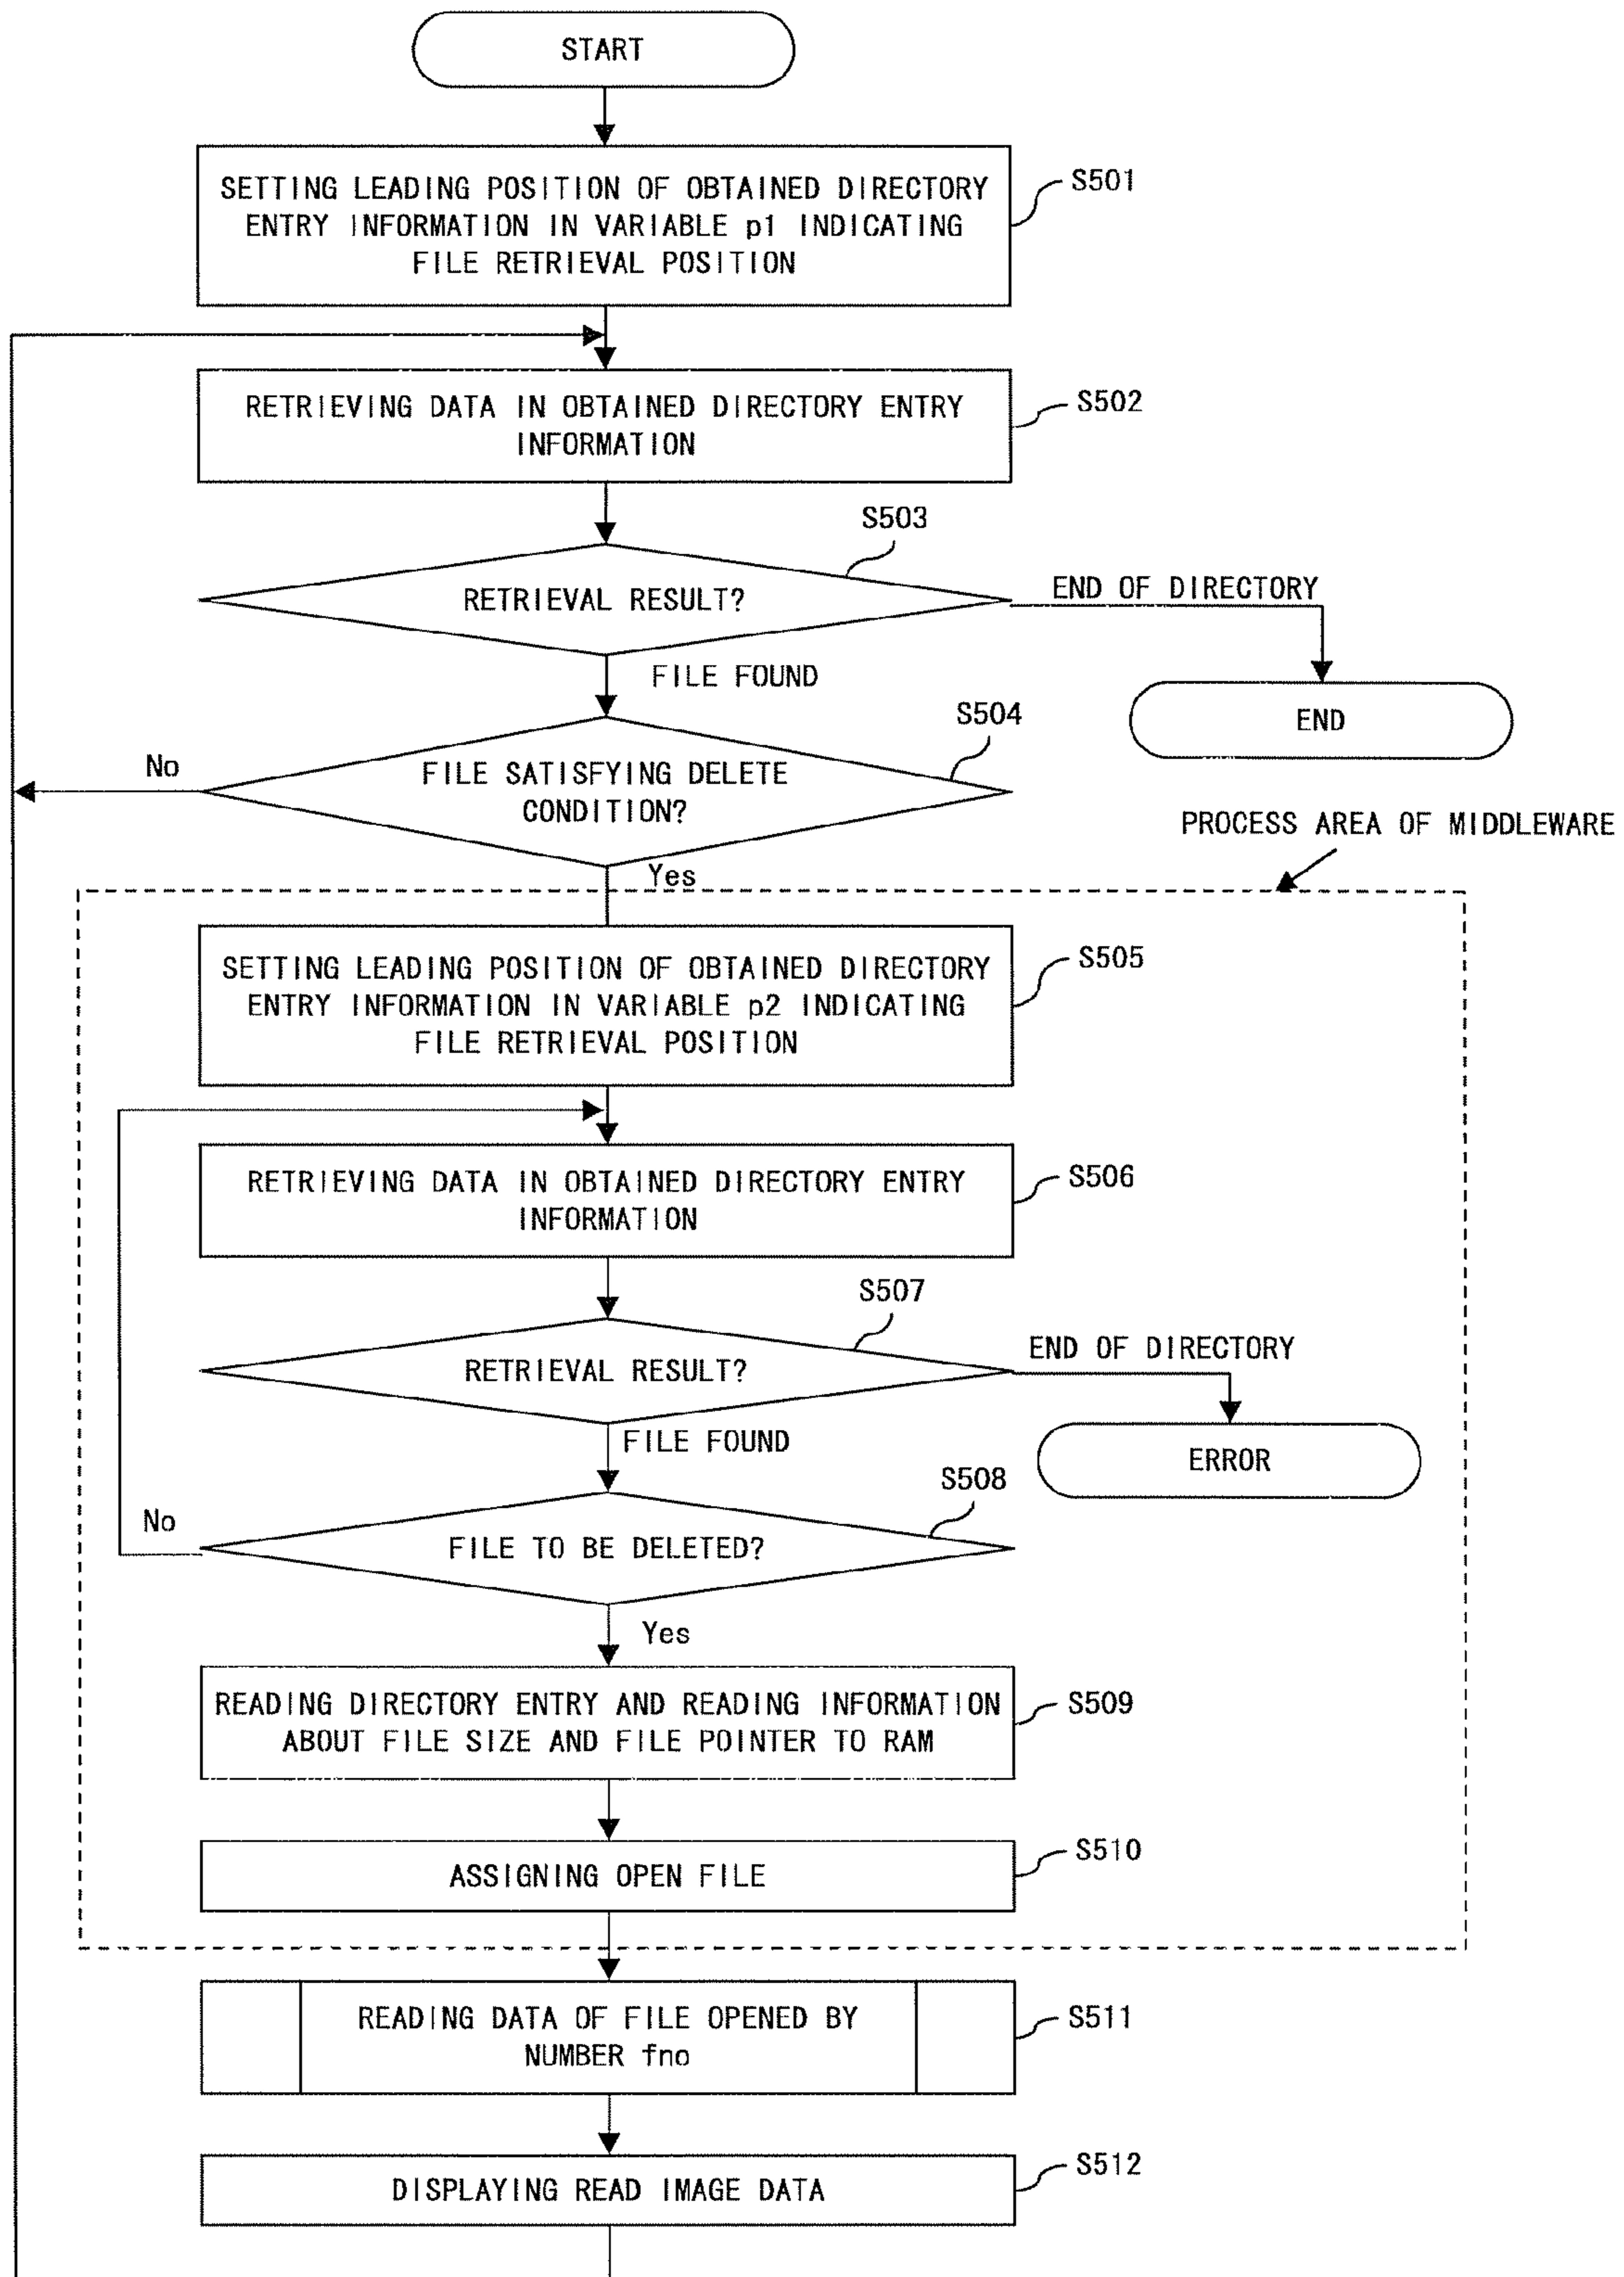 START
SETTING LEADING POSITION OF OBTAINED DIRECTORY
ENTRY INFORMATION IN VARIABLE p1 INDICATING
FILE RETRIEVAL POSITION
S501
RETRIEVING DATA IN OBTAINED DIRECTORY ENTRY
INFORMATION
S502
S503
RETRIEVAL RESULT?
END OF DIRECTORY
FILE FOUND
END
S504
No
FILE SATISFYING DELETE
CONDITION?
PROCESS AREA OF MIDDLEWARE
Yes
SETTING LEADING POSITION OF OBTAINED DIRECTORY
ENTRY INFORMATION IN VARIABLE p2 INDICATING
FILE RETRIEVAL POSITION
S505
RETRIEVING DATA IN OBTAINED DIRECTORY ENTRY
INFORMATION
S506
S507
RETRIEVAL RESULT?
END OF DIRECTORY
FILE FOUND
ERROR
S508
No
FILE TO BE DELETED?
Yes
READING DIRECTORY ENTRY AND READING INFORMATION
ABOUT FILE SIZE AND FILE POINTER TO RAM
S509
ASSIGNING OPEN FILE
S510
READING DATA OF FILE OPENED BY
NUMBER fno
S511
DISPLAYING READ IMAGE DATA
S512